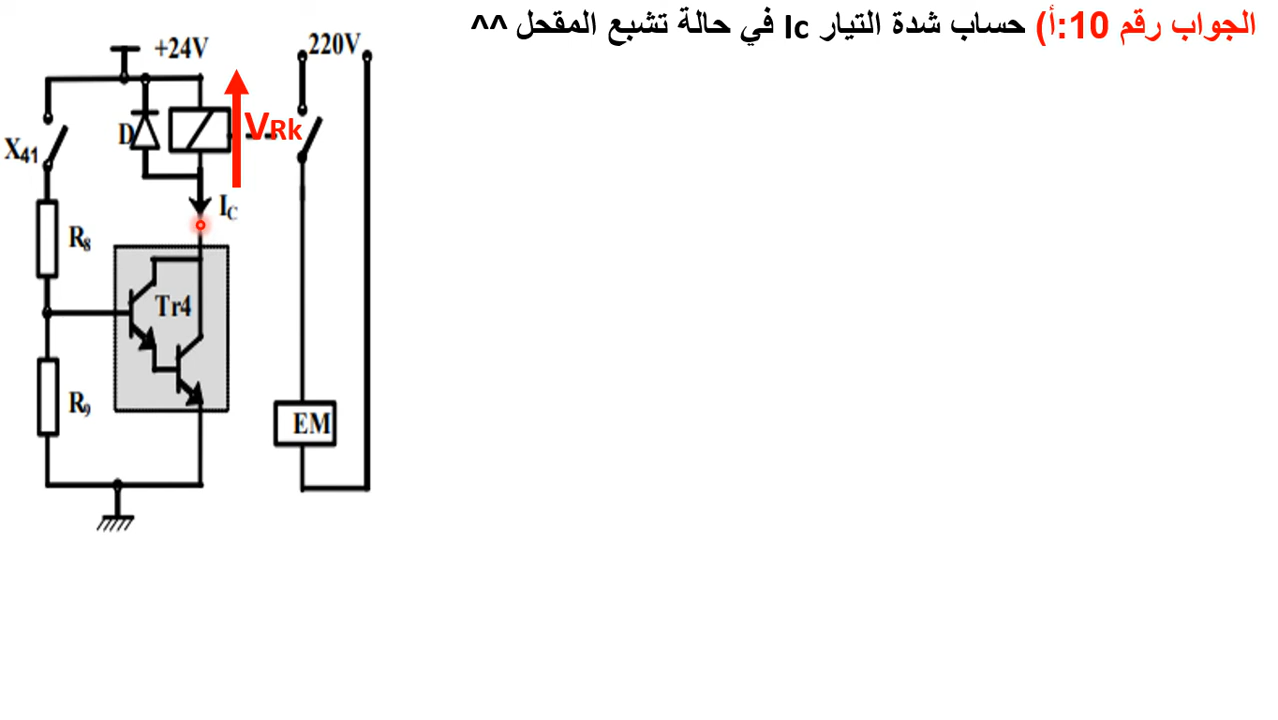 الجواب رقم 10:أ) حساب شدة التيار Ic في حالة تشبع المقحل ^^
+24V
220V
D
VRk
X41
IC
R8
Tr4
R9
EM